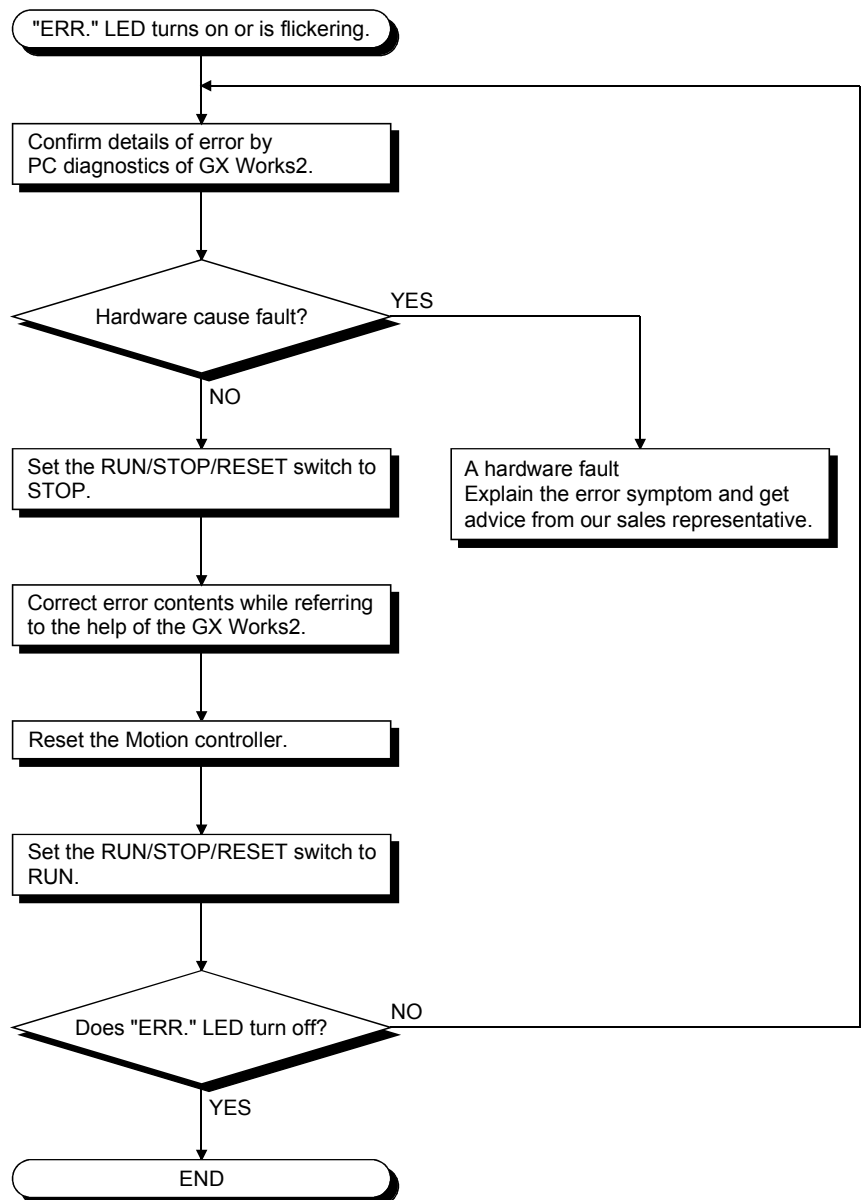 "ERR." LED turns on or is flickering.
Confirm details of error by
PC diagnostics of GX Works2.
Hardware cause fault?
YES
NO
Set the RUN/STOP/RESET switch to
STOP.
A hardware fault
Explain the error symptom and get
advice from our sales representative.
Correct error contents while referring
to the help of the GX Works2.
Reset the Motion controller.
Set the RUN/STOP/RESET switch to
RUN.
Does "ERR." LED turn off?
NO
YES
END